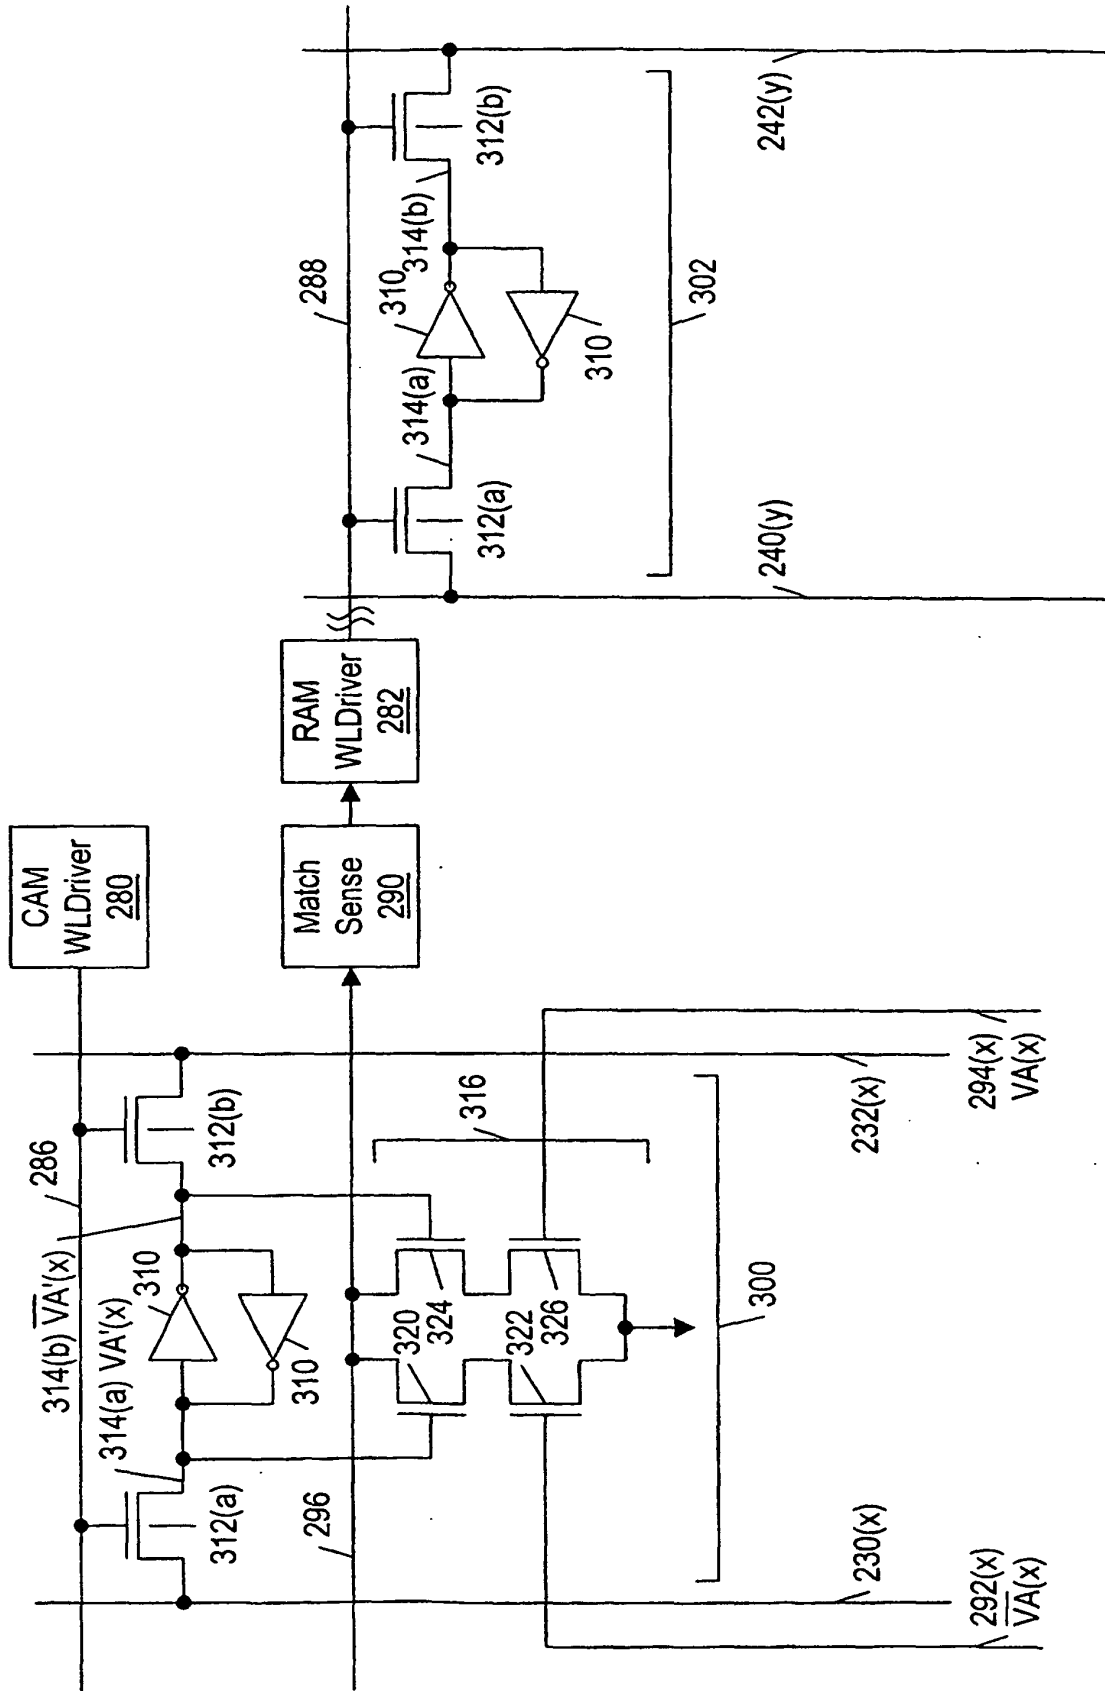 CAM
WLDriver
280
286
314(b) V̅A̅'(x)
314(a) VA'(x)
312(a)
310
310
312(b)
296
320
324
322
326
316
300
230(x)
292(x)
V̅A̅(x)
232(x)
294(x)
VA(x)
Match
Sense
290
RAM
WLDriver
282
288
314(a)
310
314(b)
312(a)
310
312(b)
302
240(y)
242(y)